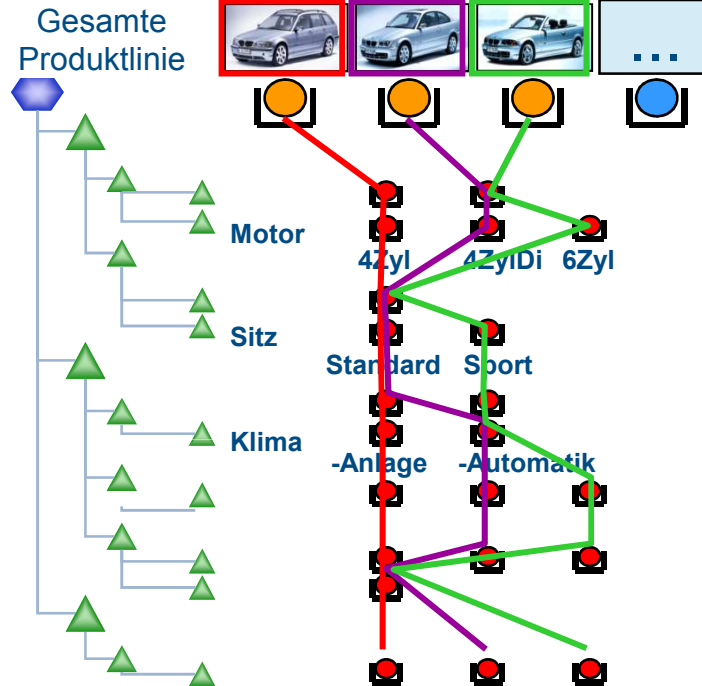 Gesamte
Produktlinie
...
Motor
4Zyl 4ZylDi 6Zyl
Sitz
Standard Sport
Klima
-Anlage -Automatik